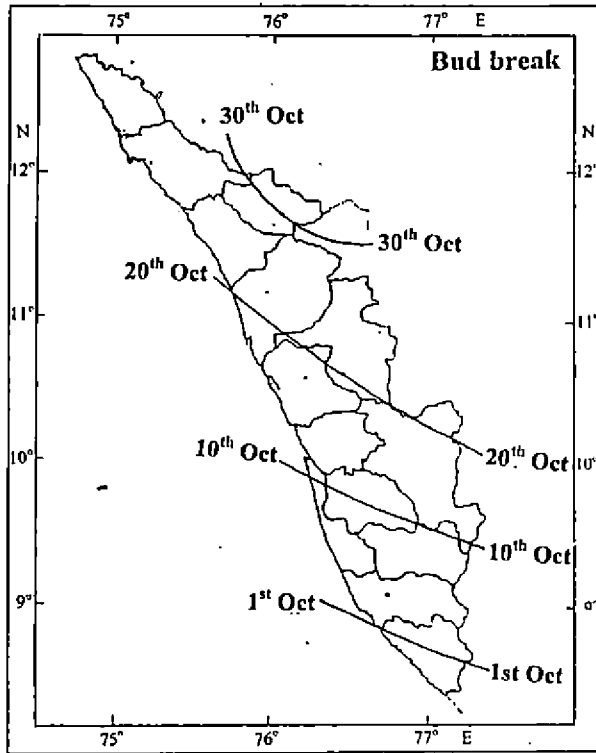 75° 76° 77° E
Bud break
N N
30th Oct
12° 12°
30th Oct
20th Oct
11° 11°
10th Oct
10° 10°
20th Oct
10th Oct
9°
1st Oct
1st Oct
75° 76° 77° E